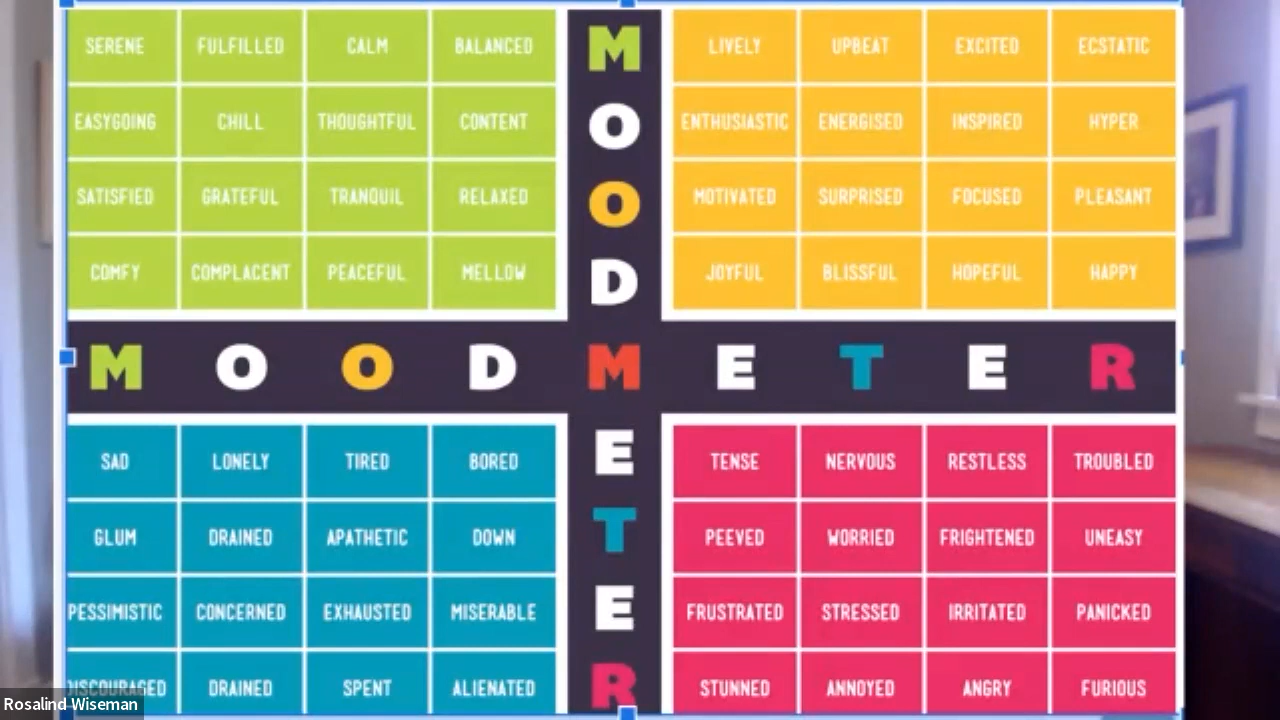 SERENE FULFILLED CALM BALANCED M LIVELY UPBEAT EXCITED ECSTATIC
EASYGOING CHILL THOUGHTFUL CONTENT O ENTHUSIASTIC ENERGISED INSPIRED HYPER
SATISFIED GRATEFUL TRANQUIL RELAXED O MOTIVATED SURPRISED FOCUSED PLEASANT
COMFY COMPLACENT PEACEFUL MELLOW D JOYFUL BLISSFUL HOPEFUL HAPPY
M O O D M E T E R
SAD LONELY TIRED BORED E TENSE NERVOUS RESTLESS TROUBLED
GLUM DRAINED APATHETIC DOWN T PEEVED WORRIED FRIGHTENED UNEASY
PESSIMISTIC CONCERNED EXHAUSTED MISERABLE E FRUSTRATED STRESSED IRRITATED PANICKED
DISCOURAGED DRAINED SPENT ALIENATED R STUNNED ANNOYED ANGRY FURIOUS
Rosalind Wiseman